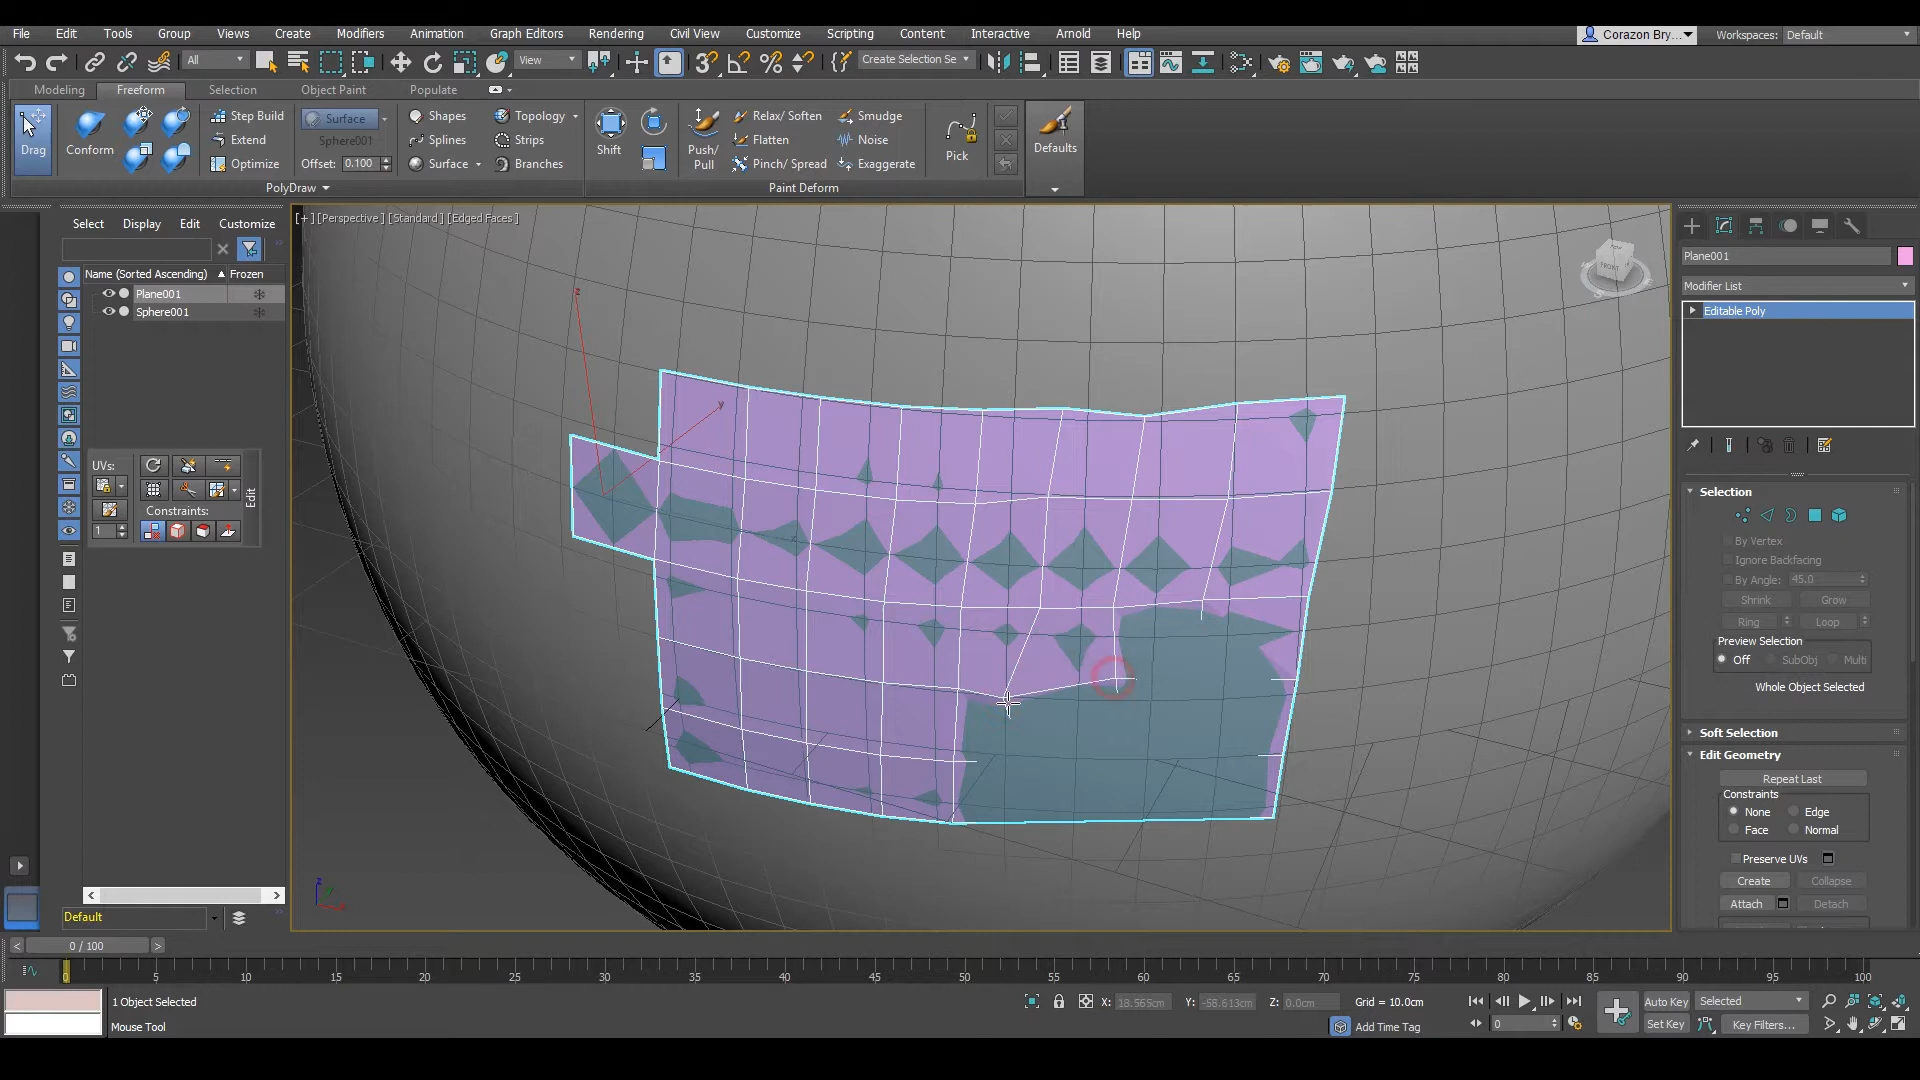 File Edit Tools Group Views Create Modifiers Animation Graph Editors Rendering Civil View Customize Scripting Content Interactive Arnold Help
Corazon Bry... Workspaces: Default
All View Create Selection Se
Modeling Freeform Selection Object Paint Populate
Drag Conform
Step Build
Extend
Optimize
Surface
Sphere001
Offset: 0.100
Shapes
Splines
Surface
Topology
Strips
Branches
Shift
Push/
Pull
Relax/ Soften
Flatten
Pinch/ Spread
Smudge
Noise
Exaggerate
Pick
Defaults
PolyDraw
Paint Deform
Select Display Edit Customize
Name (Sorted Ascending) Frozen
Plane001
Sphere001
UVs:
Edit
Constraints:
1
[+] [Perspective] [Standard] [Edged Faces]
z
y
x
TOP
FRONT
Plane001
Modifier List
Editable Poly
Selection
By Vertex
Ignore Backfacing
By Angle: 45.0
Shrink Grow
Ring Loop
Preview Selection
Off SubObj Multi
Whole Object Selected
Soft Selection
Edit Geometry
Repeat Last
Constraints
None Edge
Face Normal
Preserve UVs
Create Collapse
Attach Detach
z
Default
< 0 / 100 >
0 5 10 15 20 25 30 35 40 45 50 55 60 65 70 75 80 85 90 95 100
1 Object Selected
Mouse Tool
X: 18.565cm Y: -58.613cm Z: 0.0cm Grid = 10.0cm
Add Time Tag
0
Auto Key Selected
Set Key Key Filters...